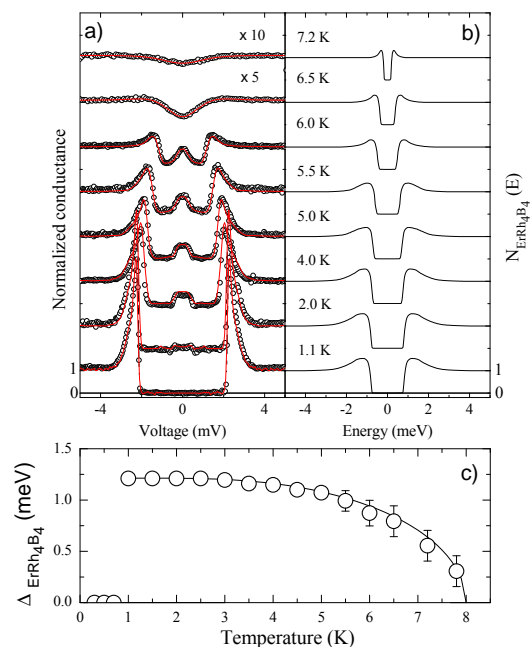 a)
x 10
x 5
Normalized conductance
1
0
-4 -2 0 2 4
Voltage (mV)
b)
7.2 K
6.5 K
6.0 K
5.5 K
5.0 K
4.0 K
2.0 K
1.1 K
N ErRh4B4 (E)
1
0
-4 -2 0 2 4
Energy (meV)
c)
Δ ErRh4B4 (meV)
1.5
1.0
0.5
0.0
0 1 2 3 4 5 6 7 8
Temperature (K)